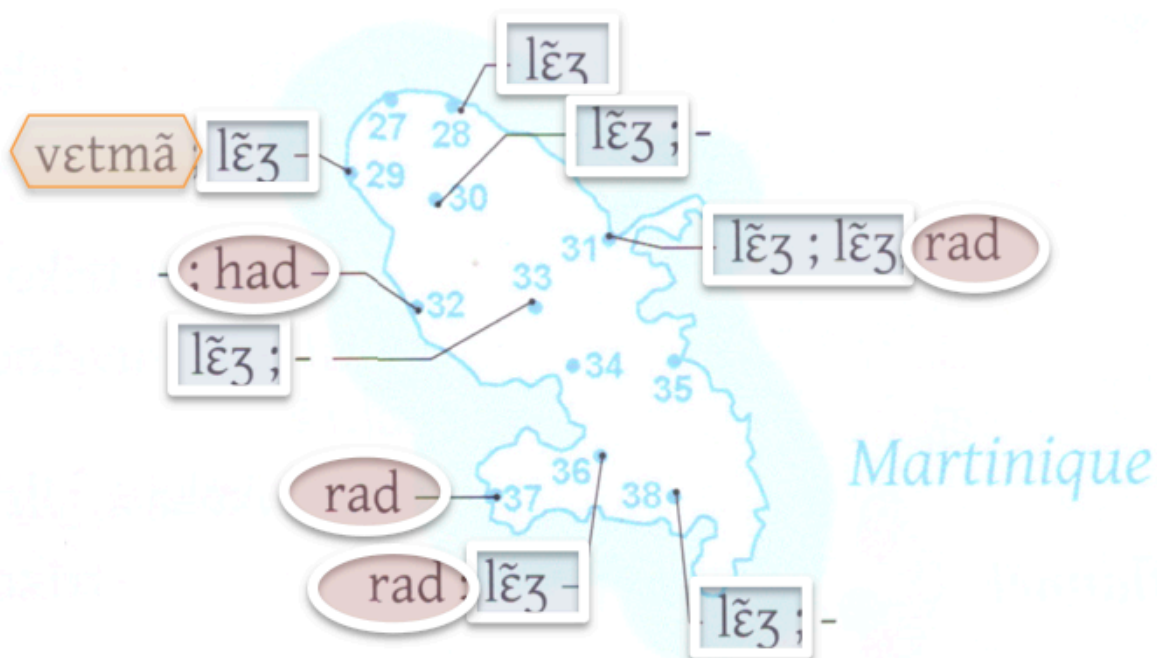 lɛ̃ʒ
27 28
lɛ̃ʒ ; -
vɛtmɑ̃ ; lɛ̃ʒ
29
30
31
lɛ̃ʒ ; lɛ̃ʒ rad
- ; had
32
33
lɛ̃ʒ ; -
34
35
Martinique
36
rad
37
38
rad ; lɛ̃ʒ
lɛ̃ʒ ; -